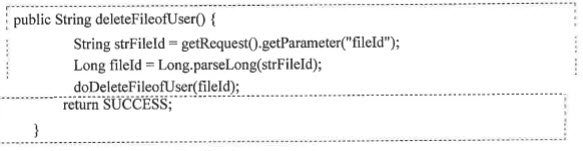 public String deleteFileofUser() {
String strFileId = getRequest().getParameter("fileId");
Long fileId = Long.parseLong(strFileId);
doDeleteFileofUser(fileId);
return SUCCESS;
}